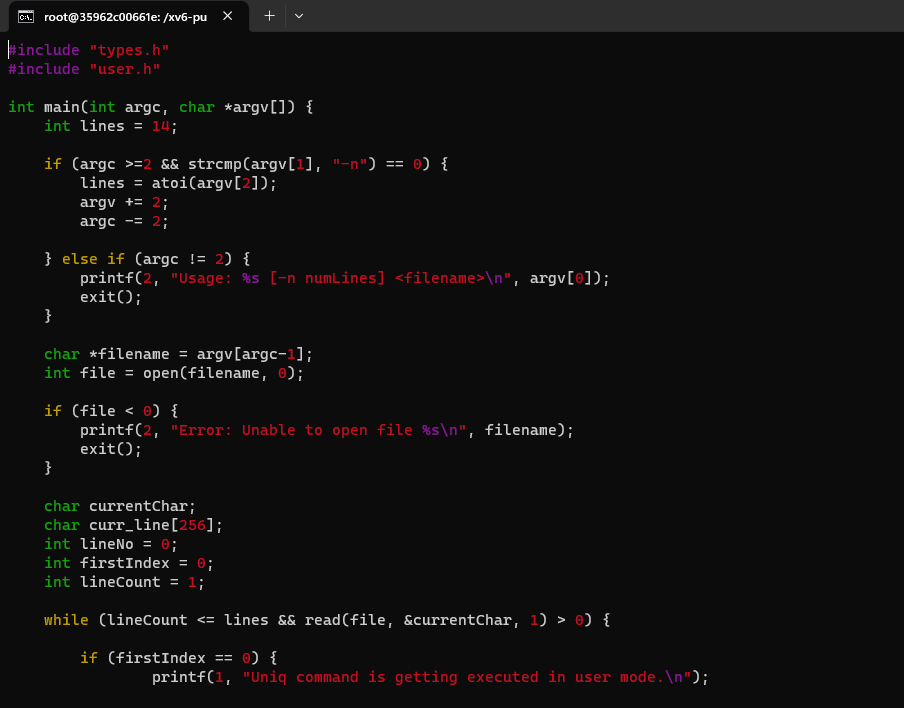 root@35962c00661e: /xv6-pu
#include "types.h"
#include "user.h"

int main(int argc, char *argv[]) {
    int lines = 14;

    if (argc >=2 && strcmp(argv[1], "-n") == 0) {
        lines = atoi(argv[2]);
        argv += 2;
        argc -= 2;

    } else if (argc != 2) {
        printf(2, "Usage: %s [-n numLines] <filename>\n", argv[0]);
        exit();
    }

    char *filename = argv[argc-1];
    int file = open(filename, 0);

    if (file < 0) {
        printf(2, "Error: Unable to open file %s\n", filename);
        exit();
    }

    char currentChar;
    char curr_line[256];
    int lineNo = 0;
    int firstIndex = 0;
    int lineCount = 1;

    while (lineCount <= lines && read(file, &currentChar, 1) > 0) {

        if (firstIndex == 0) {
                printf(1, "Uniq command is getting executed in user mode.\n");